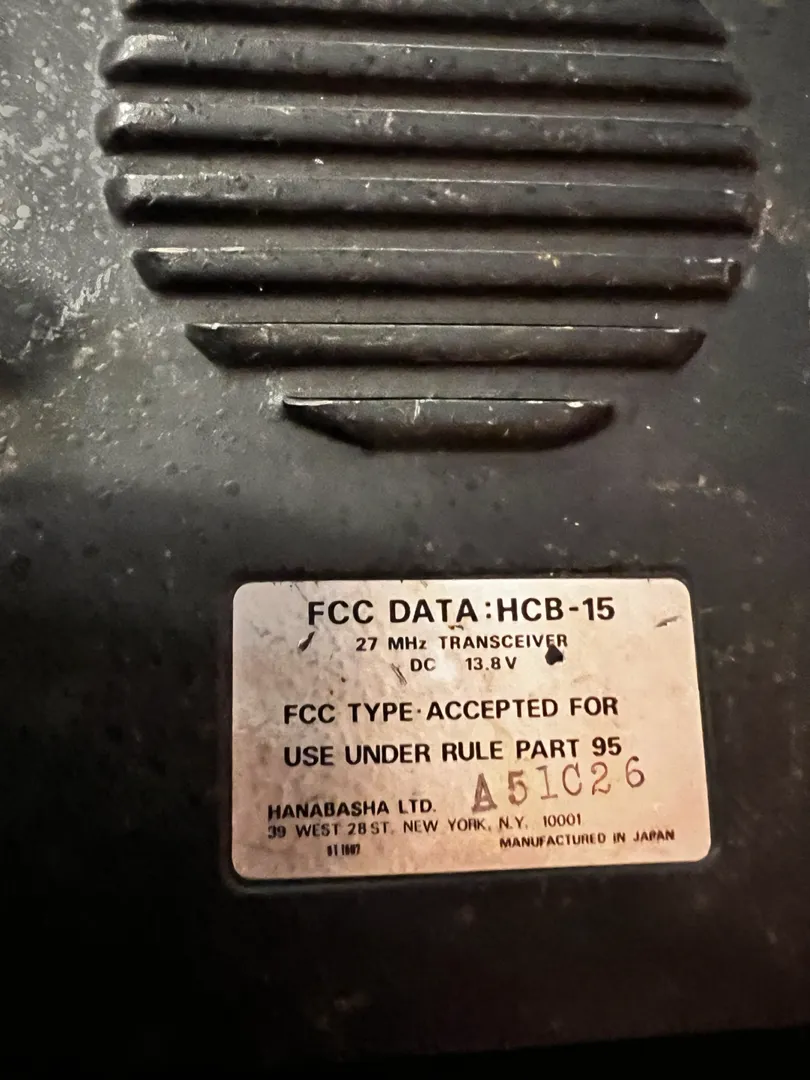 FCC DATA:HCB-15
27 MHz TRANSCEIVER
DC 13.8V
FCC TYPE·ACCEPTED FOR
USE UNDER RULE PART 95
A51C26
HANABASHA LTD.
39 WEST 28 ST. NEW YORK, N.Y. 10001
MANUFACTURED IN JAPAN